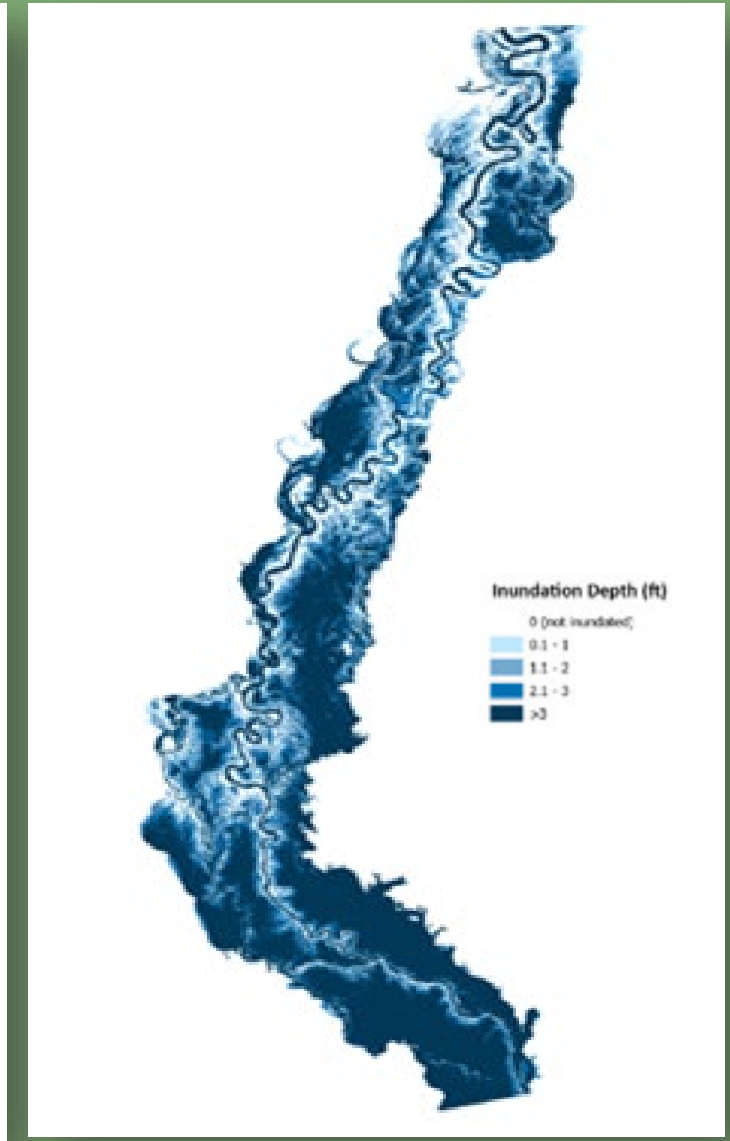 Inundation Depth (ft)
0 (not inundated)
0.1 - 1
1.1 - 2
2.1 - 3
>3